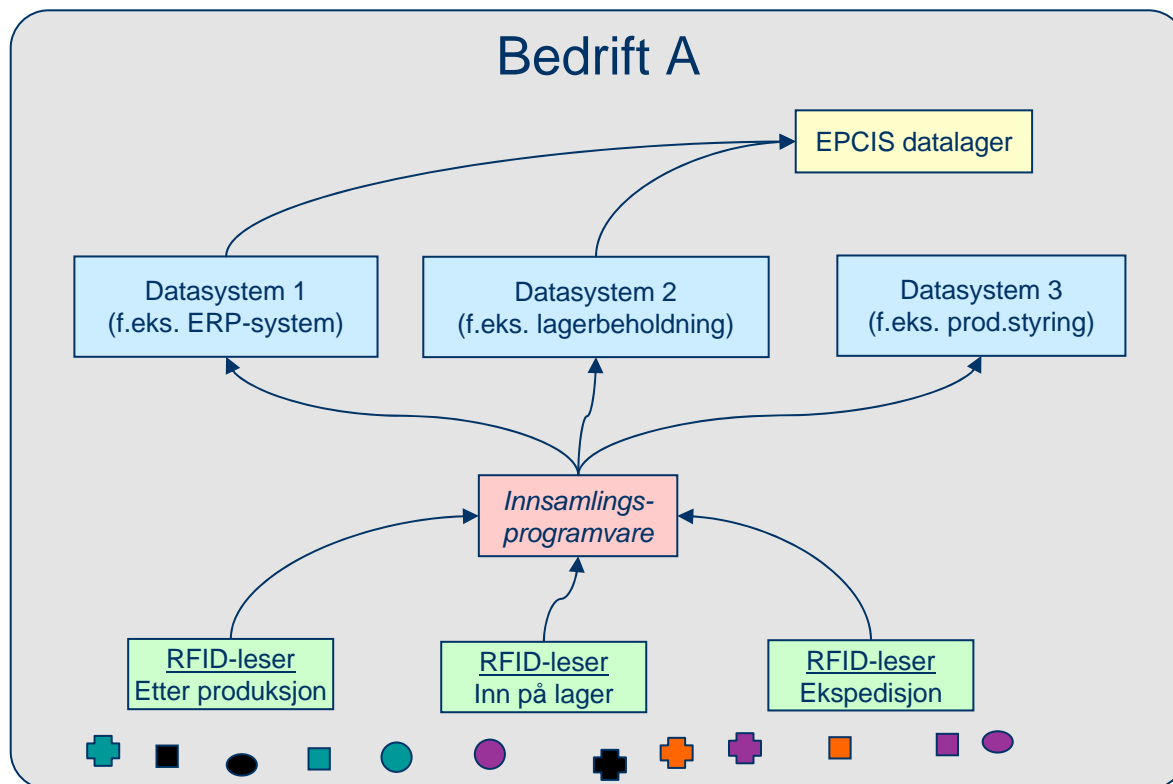 Bedrift A
EPCIS datalager
Datasystem 1
(f.eks. ERP-system)
Datasystem 2
(f.eks. lagerbeholdning)
Datasystem 3
(f.eks. prod.styring)
Innsamlings-
programvare
RFID-leser
Etter produksjon
RFID-leser
Inn på lager
RFID-leser
Ekspedisjon